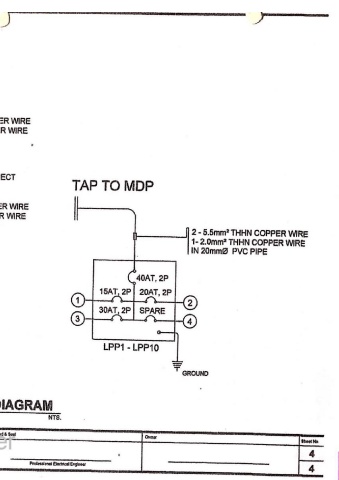 ER WIRE
R WIRE
ECT
ER WIRE
R WIRE
TAP TO MDP
2 - 5.5mm² THHN COPPER WIRE
1- 2.0mm² THHN COPPER WIRE
IN 20mmØ PVC PIPE
40AT, 2P
15AT, 2P 20AT, 2P
1 2
30AT, 2P SPARE
3 4
LPP1 - LPP10
GROUND
IAGRAM
NTS.
d & Seal
Owner
Sheet No
er
Professional Electrical Engineer
4
4